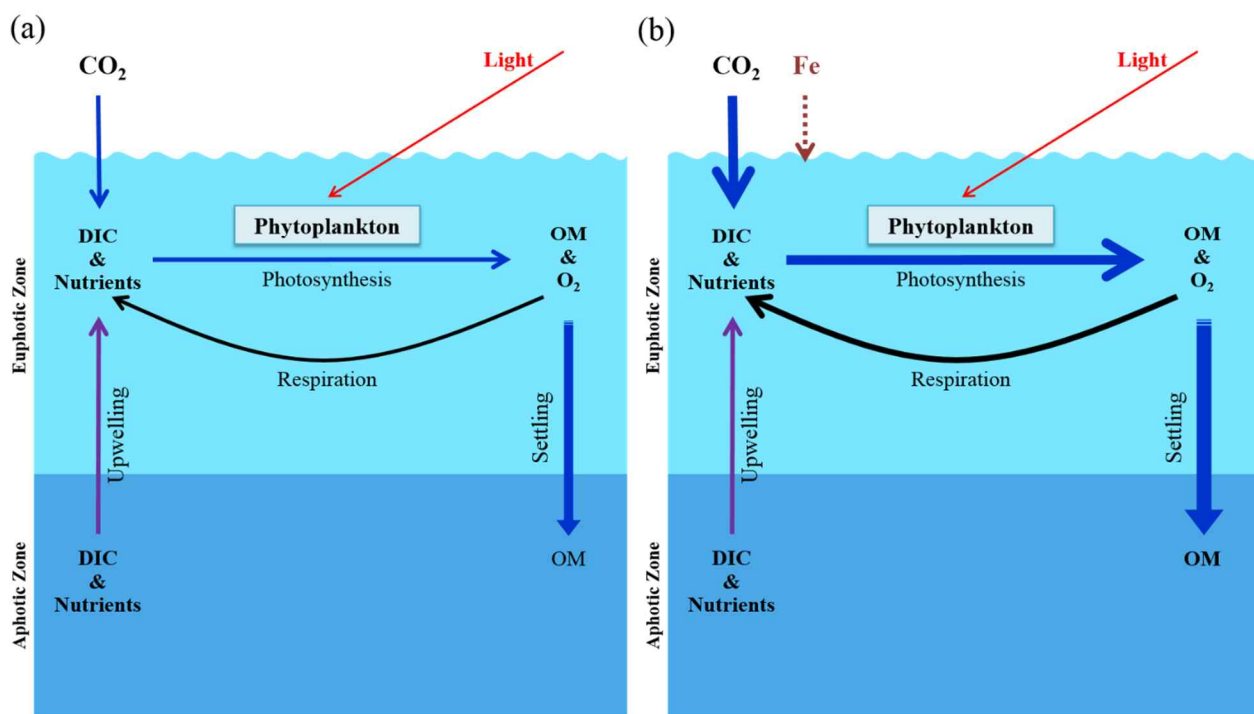 (a)
CO₂
Light
Phytoplankton
DIC
&
Nutrients
Photosynthesis
OM
&
O₂
Respiration
Upwelling
Settling
Euphotic Zone
DIC
&
Nutrients
OM
Aphotic Zone
(b)
CO₂
Fe
Light
Phytoplankton
DIC
&
Nutrients
Photosynthesis
OM
&
O₂
Respiration
Upwelling
Settling
Euphotic Zone
DIC
&
Nutrients
OM
Aphotic Zone